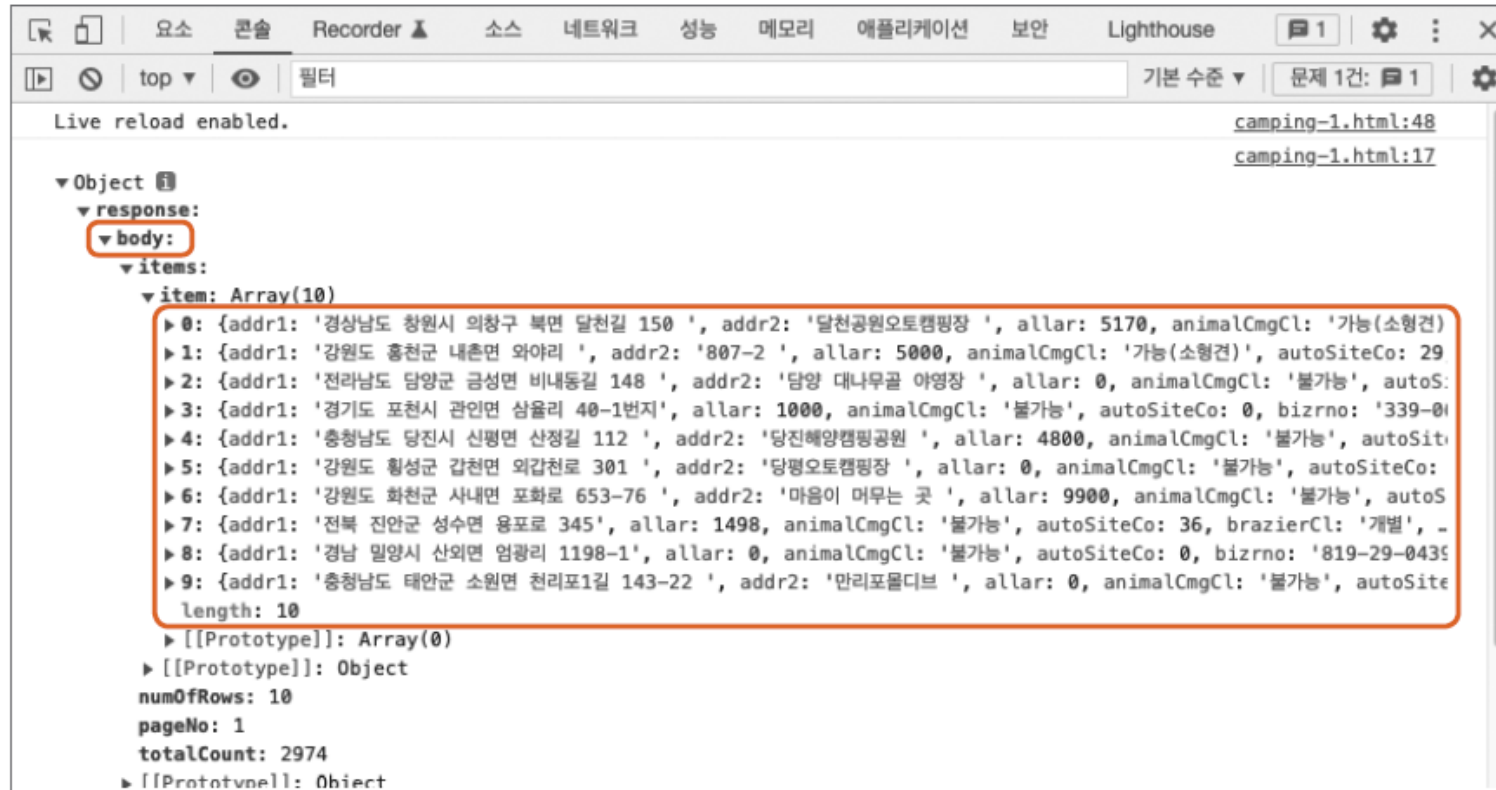 요소 콘솔 Recorder 소스 네트워크 성능 메모리 애플리케이션 보안 Lighthouse 1
top ▼ 필터 기본 수준 ▼ 문제 1건: 1
Live reload enabled. camping-1.html:48
camping-1.html:17
▼Object i
▼response:
▼body:
▼items:
▼item: Array(10)
▶0: {addr1: '경상남도 창원시 의창구 북면 달천길 150 ', addr2: '달천공원오토캠핑장 ', allar: 5170, animalCmgCl: '가능(소형견)
▶1: {addr1: '강원도 홍천군 내촌면 와야리 ', addr2: '807-2 ', allar: 5000, animalCmgCl: '가능(소형견)', autoSiteCo: 29
▶2: {addr1: '전라남도 담양군 금성면 비내동길 148 ', addr2: '담양 대나무골 야영장 ', allar: 0, animalCmgCl: '불가능', autoS
▶3: {addr1: '경기도 포천시 관인면 삼율리 40-1번지', allar: 1000, animalCmgCl: '불가능', autoSiteCo: 0, bizrno: '339-0
▶4: {addr1: '충청남도 당진시 신평면 산정길 112 ', addr2: '당진해양캠핑공원 ', allar: 4800, animalCmgCl: '불가능', autoSit
▶5: {addr1: '강원도 횡성군 갑천면 외갑천로 301 ', addr2: '당평오토캠핑장 ', allar: 0, animalCmgCl: '불가능', autoSiteCo:
▶6: {addr1: '강원도 화천군 사내면 포화로 653-76 ', addr2: '마음이 머무는 곳 ', allar: 9900, animalCmgCl: '불가능', autoS
▶7: {addr1: '전북 진안군 성수면 용포로 345', allar: 1498, animalCmgCl: '불가능', autoSiteCo: 36, brazierCl: '개별', …
▶8: {addr1: '경남 밀양시 산외면 엄광리 1198-1', allar: 0, animalCmgCl: '불가능', autoSiteCo: 0, bizrno: '819-29-0439
▶9: {addr1: '충청남도 태안군 소원면 천리포1길 143-22 ', addr2: '만리포몰디브 ', allar: 0, animalCmgCl: '불가능', autoSite
length: 10
▶[[Prototype]]: Array(0)
▶[[Prototype]]: Object
numOfRows: 10
pageNo: 1
totalCount: 2974
▶[[Prototype]]: Object